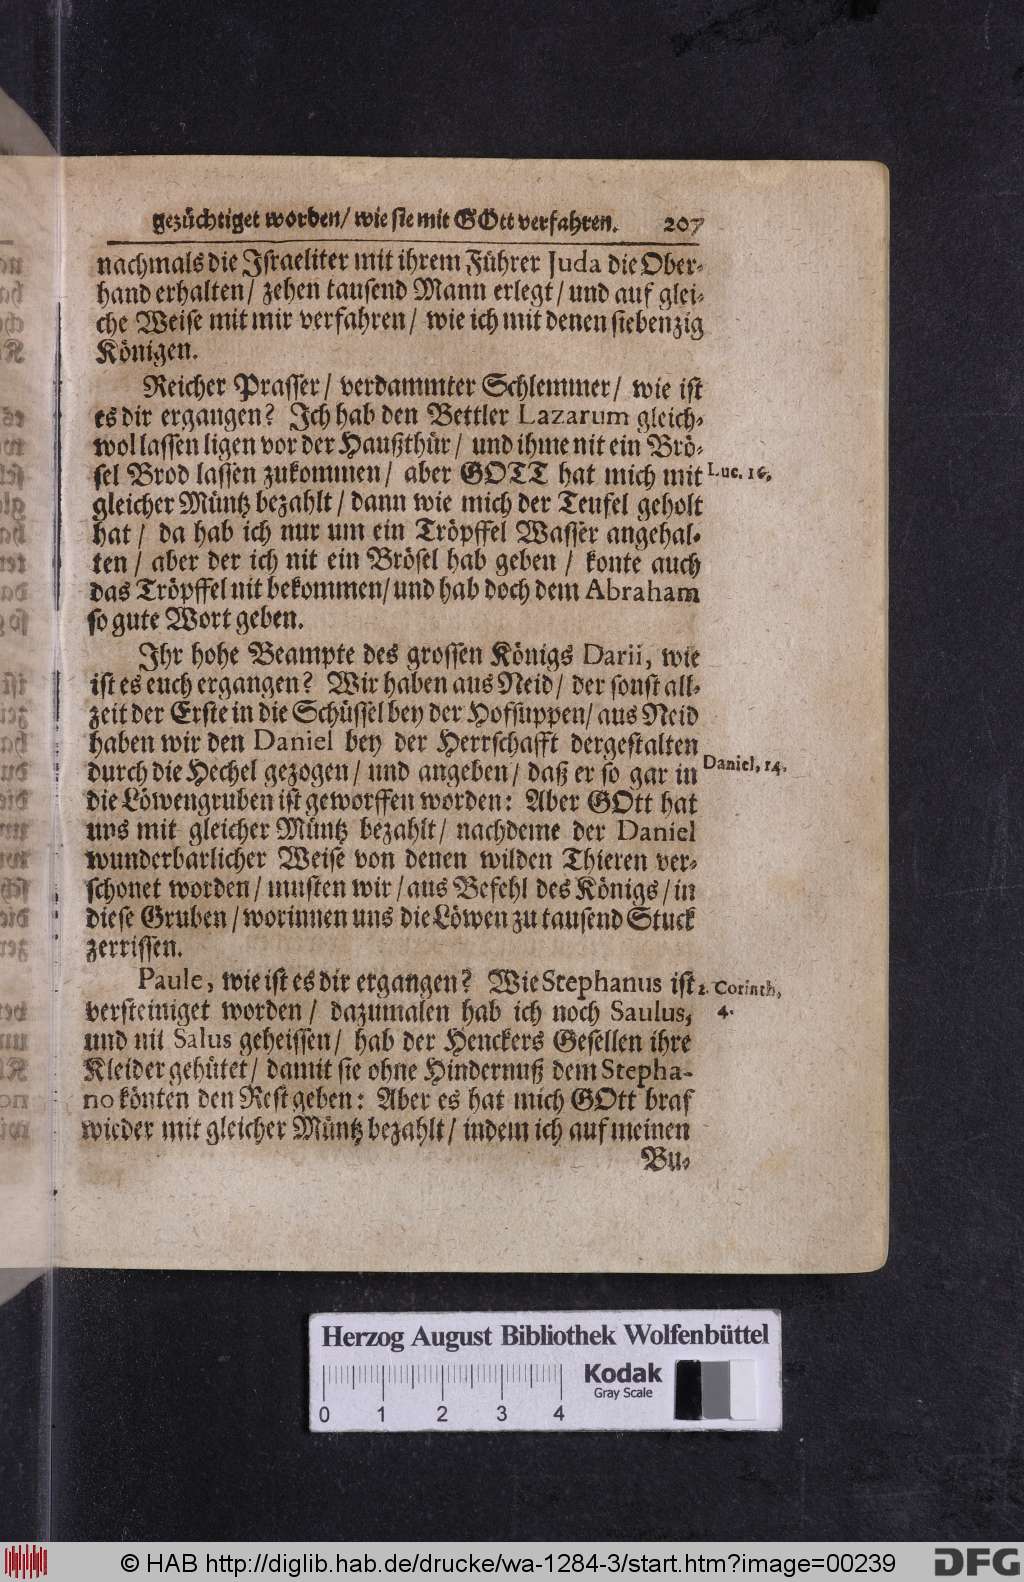 gezüchtiget worden/ wie sie mit GOtt verfahren. 207
nachmals die Israeliter mit ihrem Führer Juda die Ober-
hand erhalten/ zehen tausend Mann erlegt/ und auf glei-
che Weise mit mir verfahren/ wie ich mit denen siebenzig
Königen.
Reicher Prasser/ verdammter Schlemmer/ wie ist
es dir ergangen? Ich hab den Bettler Lazarum gleich-
wol lassen ligen vor der Haußthür/ und ihme nit ein Brö-
sel Brod lassen zukommen/ aber GOTT hat mich mit
Luc. 16.
gleicher Müntz bezahlt/ dann wie mich der Teufel geholt
hat/ da hab ich nur um ein Tröpffel Wasser angehal-
ten/ aber der ich nit ein Brösel hab geben/ konte auch
das Tröpffel nit bekommen/ und hab doch dem Abraham
so gute Wort geben.
Ihr hohe Beampte des grossen Königs Darii, wie
ist es euch ergangen? Wir haben aus Neid/ der sonst all-
zeit der Erste in die Schüssel bey der Hofsuppen/ aus Neid
haben wir den Daniel bey der Herrschafft dergestalten
durch die Hechel gezogen/ und angeben/ daß er so gar in
Daniel, 14.
die Löwengruben ist geworffen worden: Aber GOtt hat
uns mit gleicher Müntz bezahlt/ nachdeme der Daniel
wunderbarlicher Weise von denen wilden Thieren ver-
schonet worden/ musten wir/ aus Befehl des Königs/ in
diese Gruben/ worinnen uns die Löwen zu tausend Stuck
zerrissen.
Paule, wie ist es dir ergangen? Wie Stephanus ist
2. Corinth,
4.
versteiniget worden/ dazumalen hab ich noch Saulus,
und nit Salus geheissen/ hab der Henckers Gesellen ihre
Kleider gehütet/ damit sie ohne Hindernuß dem Stepha-
no könten den Rest geben: Aber es hat mich GOtt braf
wieder mit gleicher Müntz bezahlt/ indem ich auf meinen
Bu-
Herzog August Bibliothek Wolfenbüttel
Kodak
Gray Scale
0 1 2 3 4
© HAB http://diglib.hab.de/drucke/wa-1284-3/start.htm?image=00239
DFG